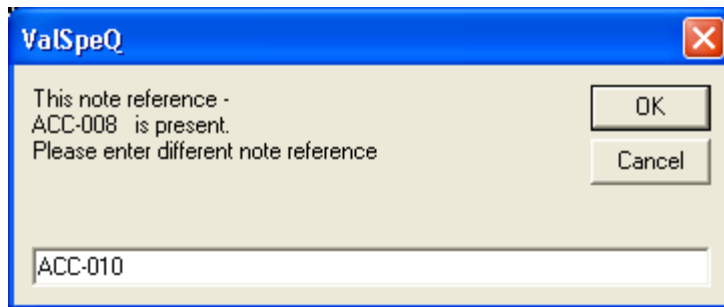 ValSpeQ
This note reference -
ACC-008 is present.
Please enter different note reference
OK
Cancel
ACC-010